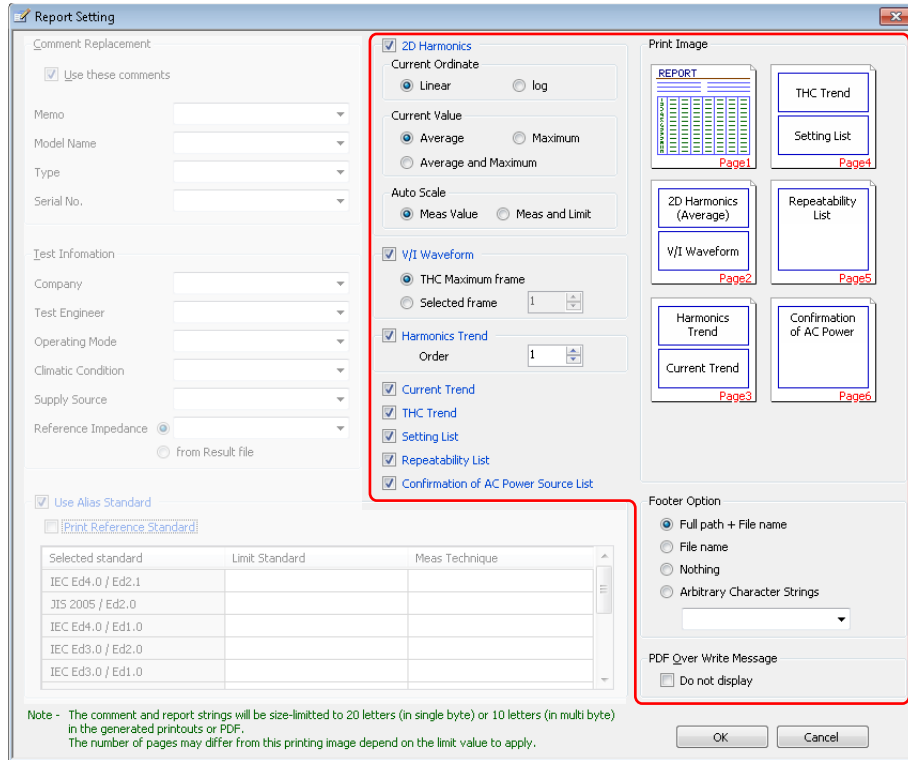 Report Setting
Comment Replacement
Use these comments
Memo
Model Name
Type
Serial No.
Test Infomation
Company
Test Engineer
Operating Mode
Climatic Condition
Supply Source
Reference Impedance
from Result file
Use Alias Standard
Print Reference Standard
Selected standard Limit Standard Meas Technique
IEC Ed4.0 / Ed2.1
JIS 2005 / Ed2.0
IEC Ed4.0 / Ed1.0
IEC Ed3.0 / Ed2.0
IEC Ed3.0 / Ed1.0
2D Harmonics
Current Ordinate
Linear log
Current Value
Average Maximum
Average and Maximum
Auto Scale
Meas Value Meas and Limit
V/I Waveform
THC Maximum frame
Selected frame 1
Harmonics Trend
Order 1
Current Trend
THC Trend
Setting List
Repeatability List
Confirmation of AC Power Source List
Print Image
REPORT
Page1
THC Trend
Setting List
Page4
2D Harmonics
(Average)
V/I Waveform
Page2
Repeatability
List
Page5
Harmonics
Trend
Current Trend
Page3
Confirmation
of AC Power
Page6
Footer Option
Full path + File name
File name
Nothing
Arbitrary Character Strings
PDF Over Write Message
Do not display
Note - The comment and report strings will be size-limited to 20 letters (in single byte) or 10 letters (in multi byte)
in the generated printouts or PDF.
The number of pages may differ from this printing image depend on the limit value to apply.
OK Cancel